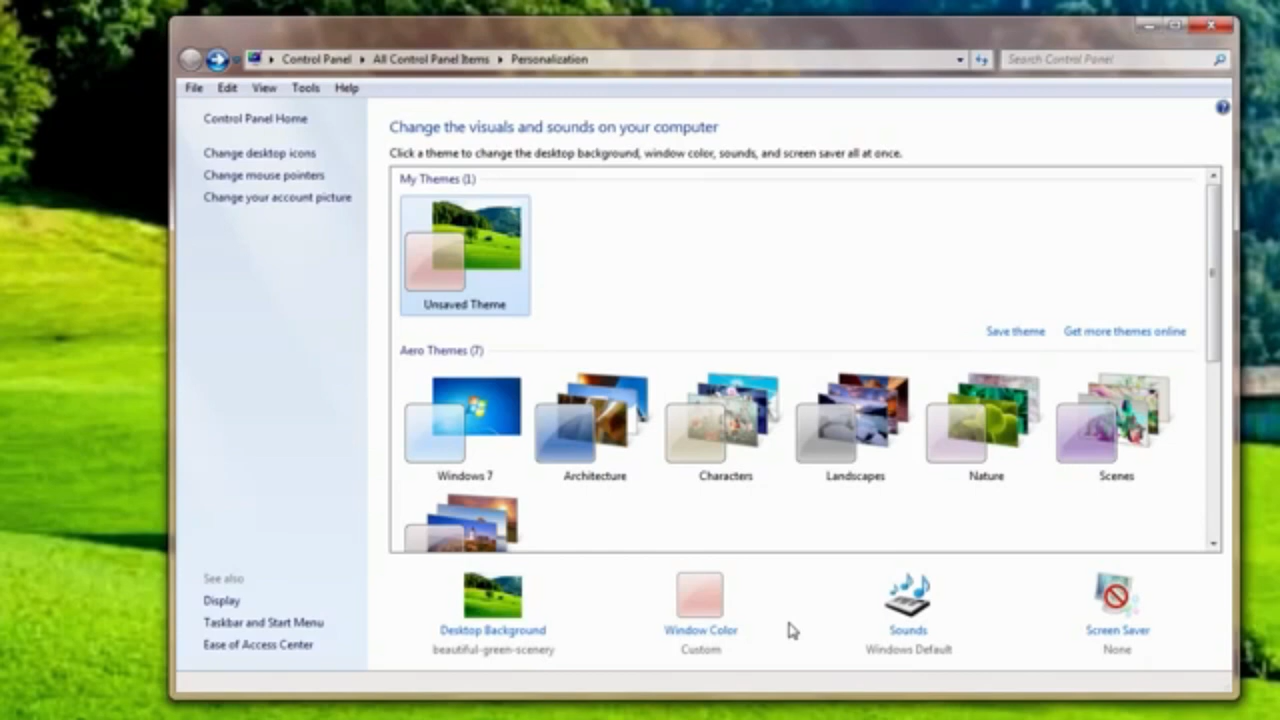 Control Panel All Control Panel Items Personalization Search Control Panel
File Edit View Tools Help
Control Panel Home
Change desktop icons
Change mouse pointers
Change your account picture
See also
Display
Taskbar and Start Menu
Ease of Access Center
Change the visuals and sounds on your computer
Click a theme to change the desktop background, window color, sounds, and screen saver all at once.
My Themes (1)
Unsaved Theme
Save theme Get more themes online
Aero Themes (7)
Windows 7 Architecture Characters Landscapes Nature Scenes
Desktop Background Window Color Sounds Screen Saver
beautiful-green-scenery Custom Windows Default None